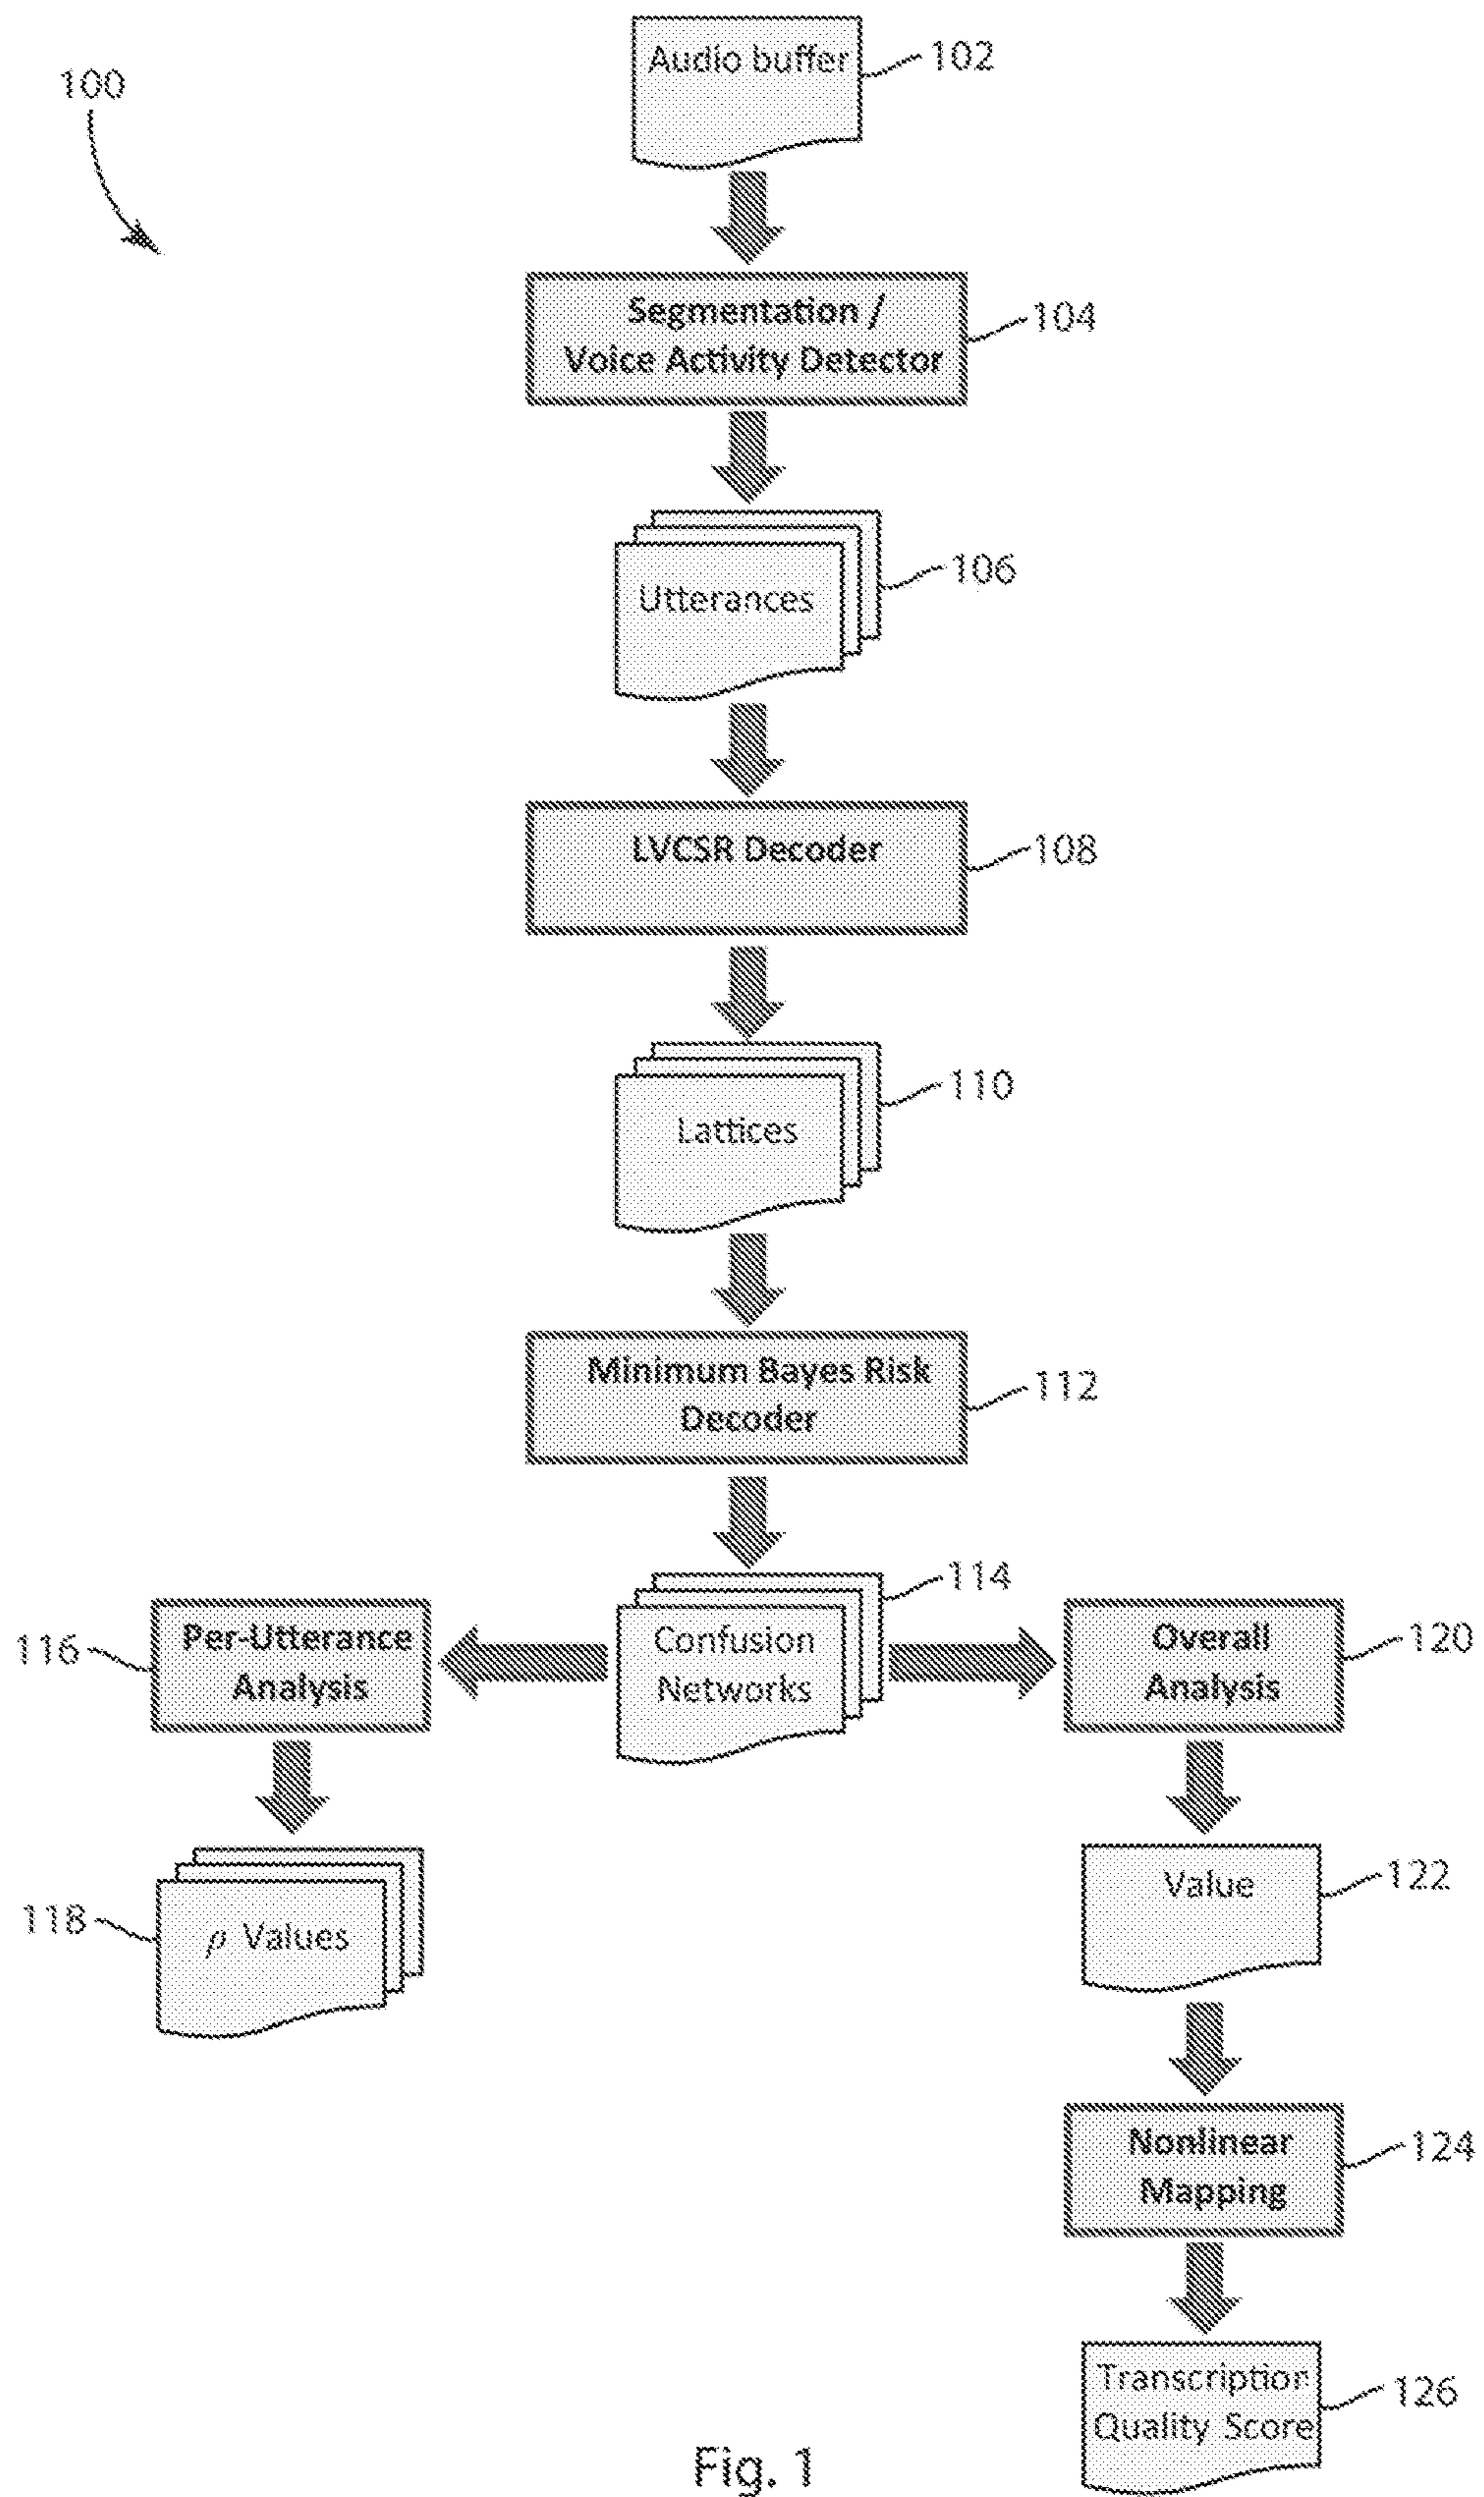 100
Audio buffer
102
Segmentation /
Voice Activity Detector
104
Utterances
106
LVCSR Decoder
108
Lattices
110
Minimum Bayes Risk
Decoder
112
Confusion
Networks
114
116
Per-Utterance
Analysis
Overall
Analysis
120
118
ρ Values
Value
122
Nonlinear
Mapping
124
Transcription
Quality Score
126
Fig. 1